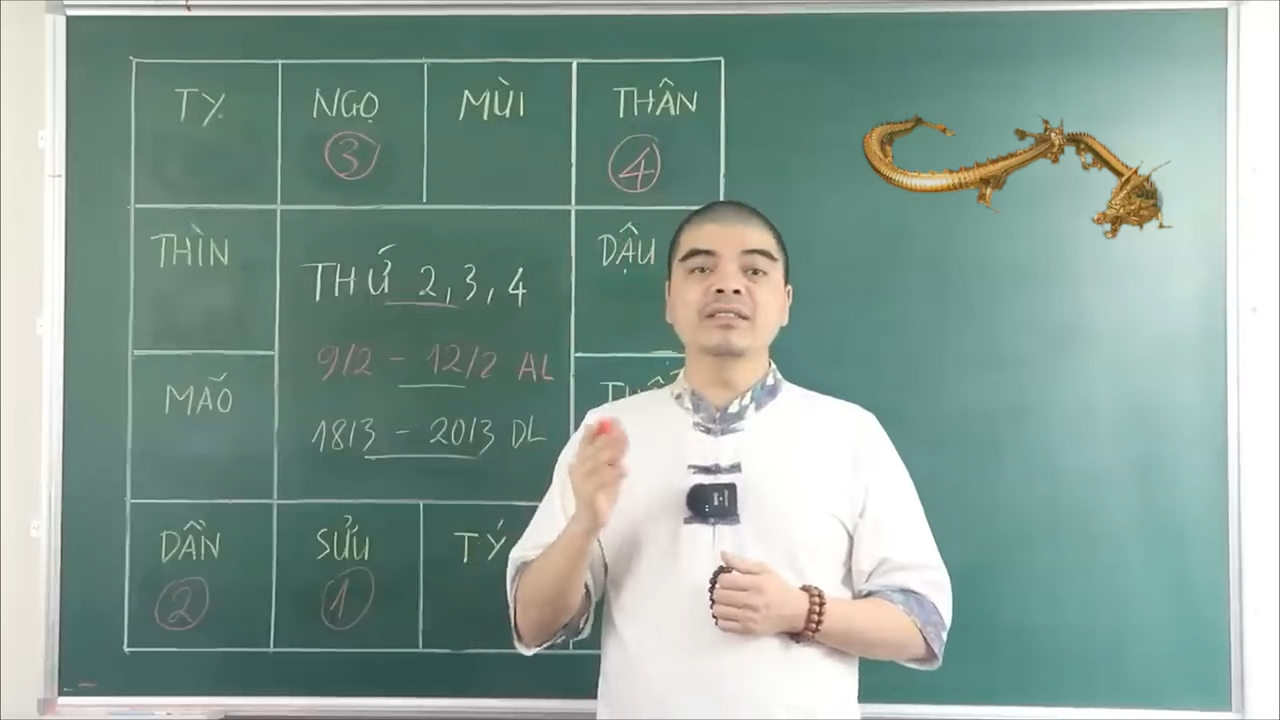 TỴ
NGỌ
MÙI
THÂN
3
4
THÌN
DẬU
THỨ 2,3,4
9/2 - 12/2 AL
MÃO
18/3 - 20/3 DL
DẦN
SỬU
TÝ
2
1